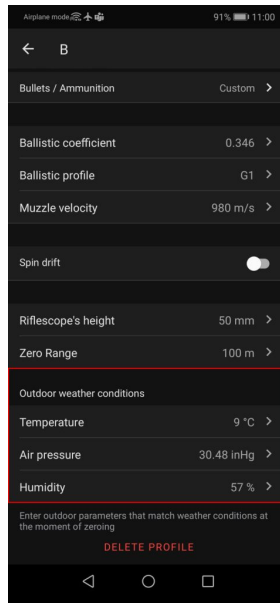 Airplane mode 91% 11:00
B
Bullets / Ammunition Custom
Ballistic coefficient 0.346
Ballistic profile G1
Muzzle velocity 980 m/s
Spin drift
Riflescope's height 50 mm
Zero Range 100 m
Outdoor weather conditions
Temperature 9 °C
Air pressure 30.48 inHg
Humidity 57 %
Enter outdoor parameters that match weather conditions at
the moment of zeroing
DELETE PROFILE